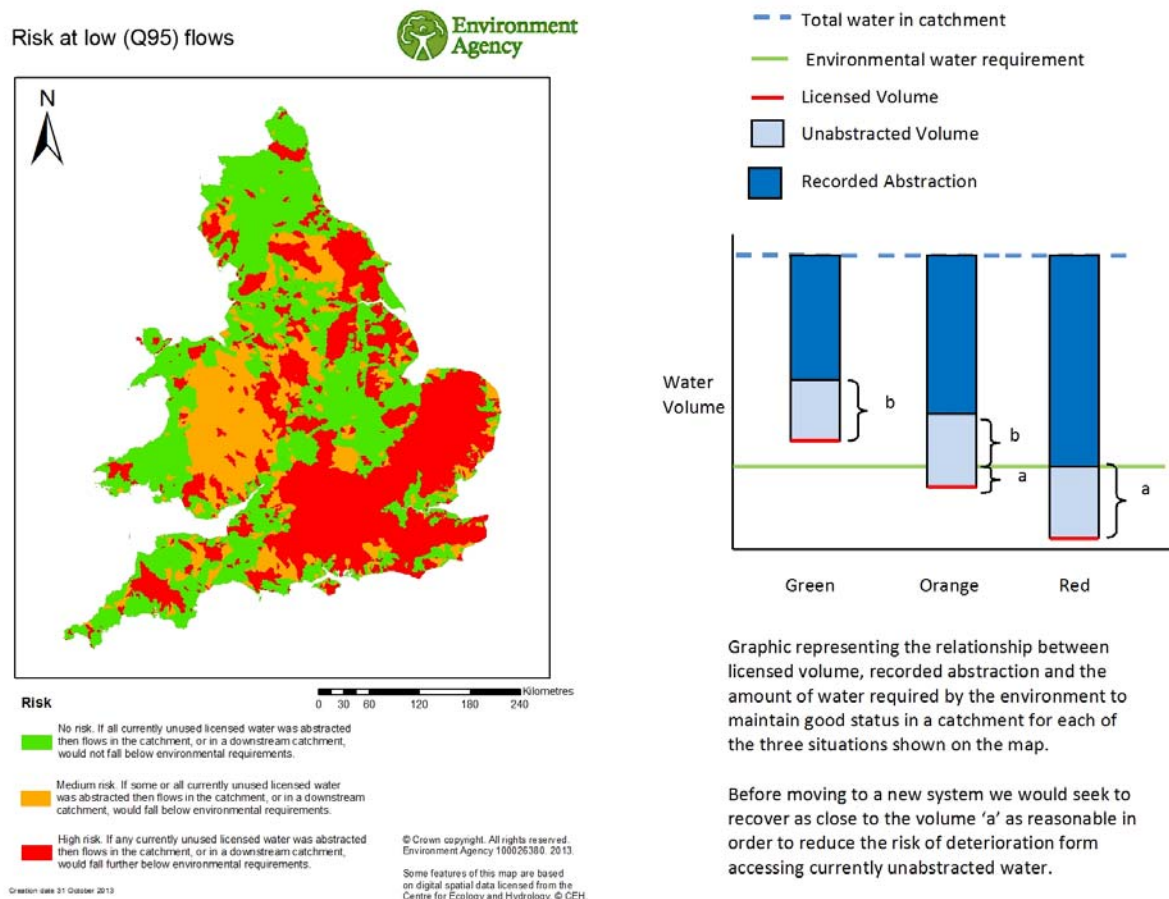 Risk at low (Q95) flows
Environment
Agency
N
Kilometres
0 15 30 60 120 180 240
Risk
No risk. If all currently unused licensed water was abstracted
then flows in the catchment, or in a downstream catchment,
would not fall below environmental requirements.
Medium risk. If some or all currently unused licensed water
was abstracted then flows in the catchment, or in a downstream
catchment, would fall below environmental requirements.
High risk. If any currently unused licensed water was abstracted
then flows in the catchment, or in a downstream catchment,
would fall further below environmental requirements.
Creation date 31 October 2013
© Crown copyright. All rights reserved.
Environment Agency 100026380. 2013.
Some features of this map are based
on digital spatial data licensed from the
Centre for Ecology and Hydrology, © CEH.
Total water in catchment
Environmental water requirement
Licensed Volume
Unabstracted Volume
Recorded Abstraction
Water
Volume
b
b
a
a
Green
Orange
Red
Graphic representing the relationship between
licensed volume, recorded abstraction and the
amount of water required by the environment to
maintain good status in a catchment for each of
the three situations shown on the map.
Before moving to a new system we would seek to
recover as close to the volume ‘a’ as reasonable in
order to reduce the risk of deterioration form
accessing currently unabstracted water.